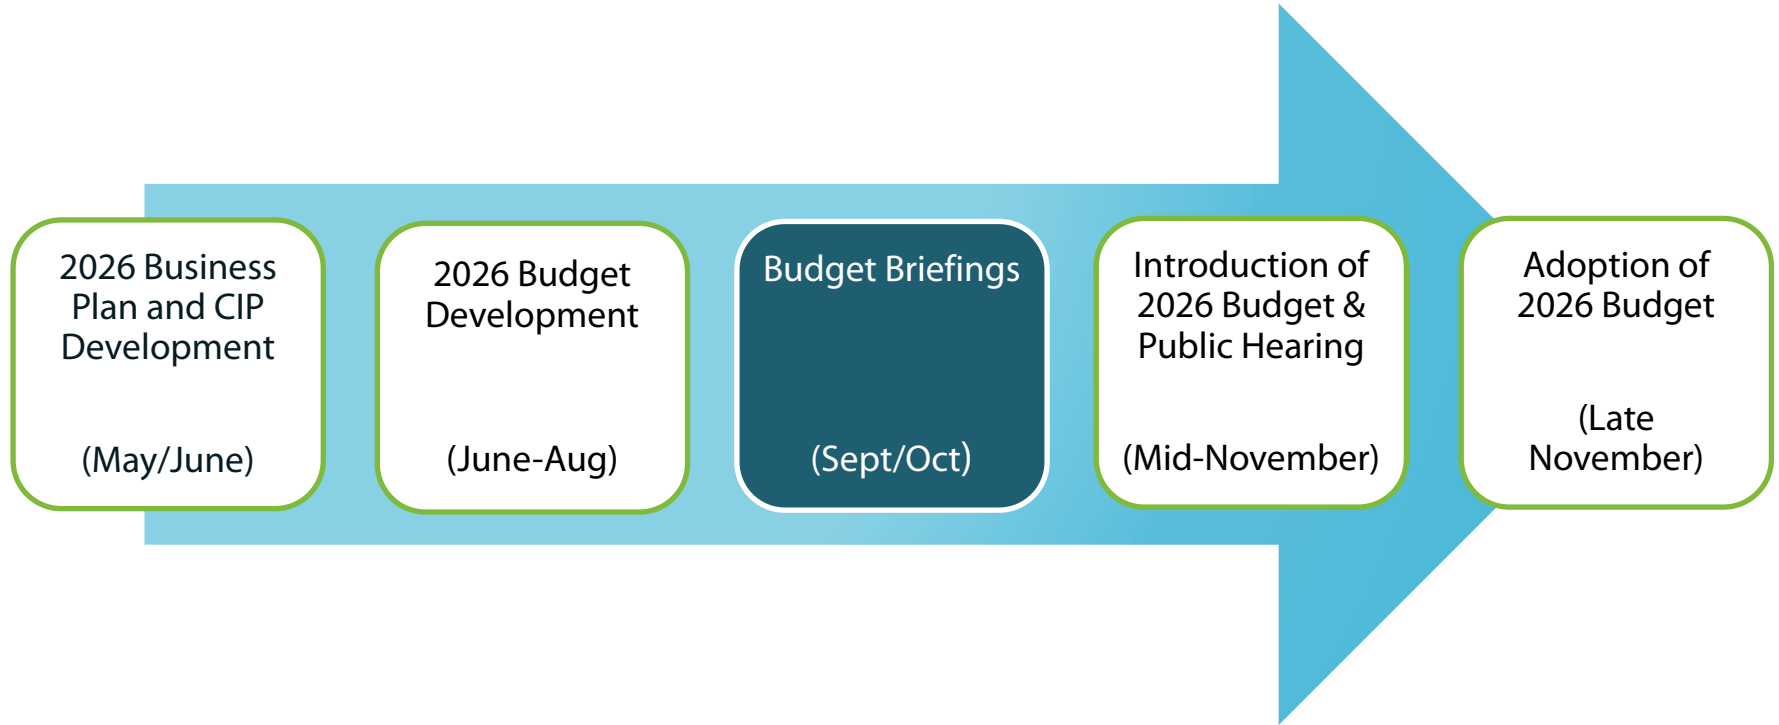 2026 Business
Plan and CIP
Development
(May/June)
2026 Budget
Development
(June-Aug)
Budget Briefings
(Sept/Oct)
Introduction of
2026 Budget &
Public Hearing
(Mid-November)
Adoption of
2026 Budget
(Late
November)